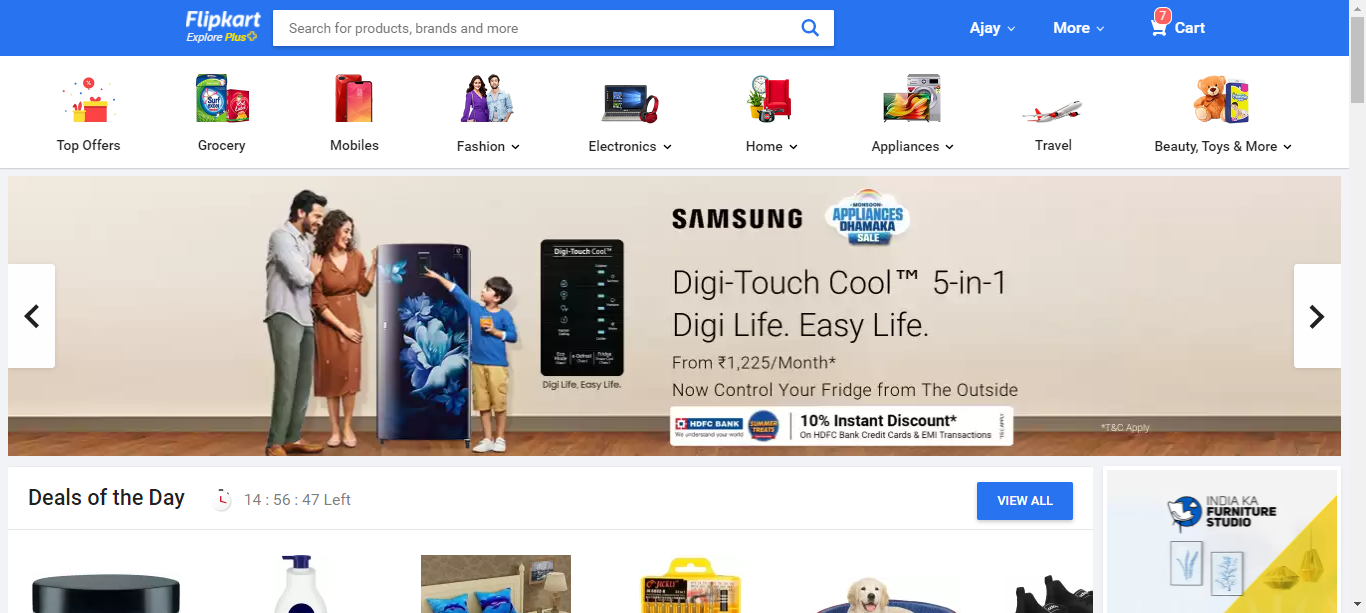 Flipkart
Explore Plus
Search for products, brands and more
Ajay
More
7
Cart
Top Offers
Grocery
Mobiles
Fashion
Electronics
Home
Appliances
Travel
Beauty, Toys & More
SAMSUNG
MONSOON
APPLIANCES
DHAMAKA
SALE
Digi-Touch Cool™
Digi Life, Easy Life.
Digi-Touch Cool™ 5-in-1
Digi Life. Easy Life.
From ₹1,225/Month*
Now Control Your Fridge from The Outside
HDFC BANK
We understand your world
SUMMER
TREATS
10% Instant Discount*
On HDFC Bank Credit Cards & EMI Transactions
*T&C Apply
Deals of the Day
14 : 56 : 47 Left
VIEW ALL
INDIA KA
FURNITURE
STUDIO
JACKLY